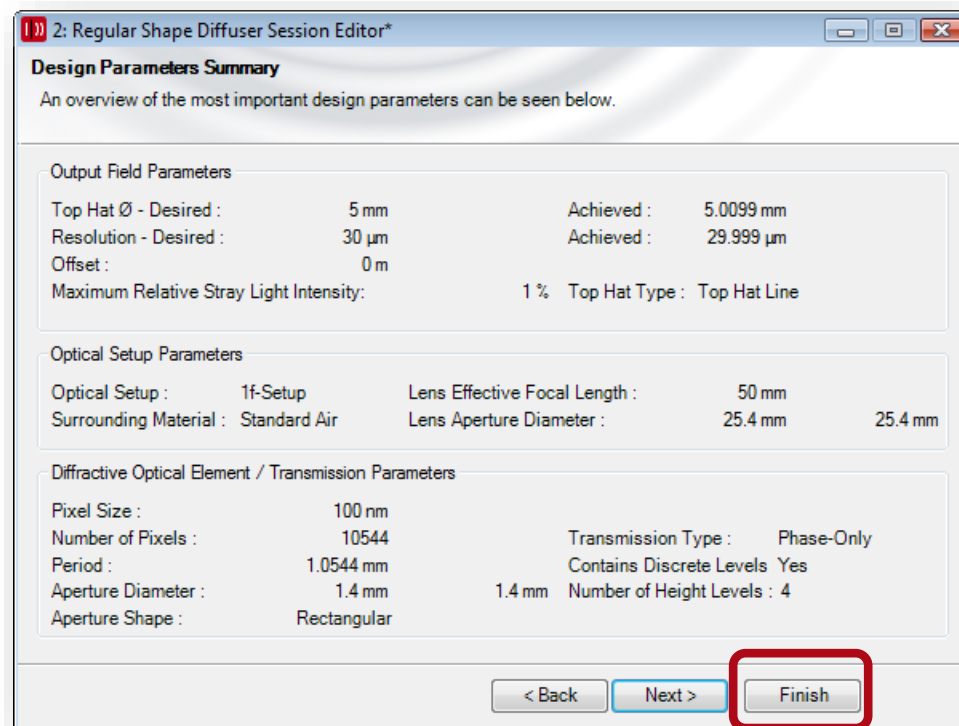 2: Regular Shape Diffuser Session Editor*
Design Parameters Summary
An overview of the most important design parameters can be seen below.
Output Field Parameters
Top Hat Ø - Desired : 5 mm Achieved : 5.0099 mm
Resolution - Desired : 30 µm Achieved : 29.999 µm
Offset : 0 m
Maximum Relative Stray Light Intensity: 1 % Top Hat Type : Top Hat Line
Optical Setup Parameters
Optical Setup : 1f-Setup Lens Effective Focal Length : 50 mm
Surrounding Material : Standard Air Lens Aperture Diameter : 25.4 mm 25.4 mm
Diffractive Optical Element / Transmission Parameters
Pixel Size : 100 nm
Number of Pixels : 10544 Transmission Type : Phase-Only
Period : 1.0544 mm Contains Discrete Levels Yes
Aperture Diameter : 1.4 mm 1.4 mm Number of Height Levels : 4
Aperture Shape : Rectangular
< Back Next > Finish